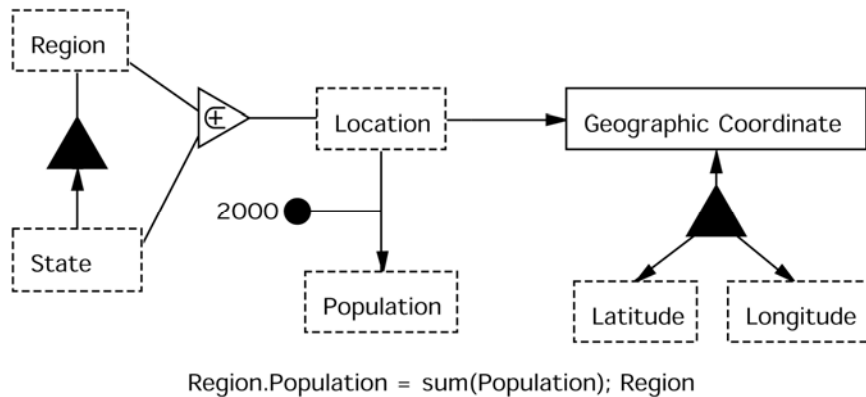 Region
Location
Geographic Coordinate
2000
State
Population
Latitude
Longitude
Region.Population = sum(Population); Region